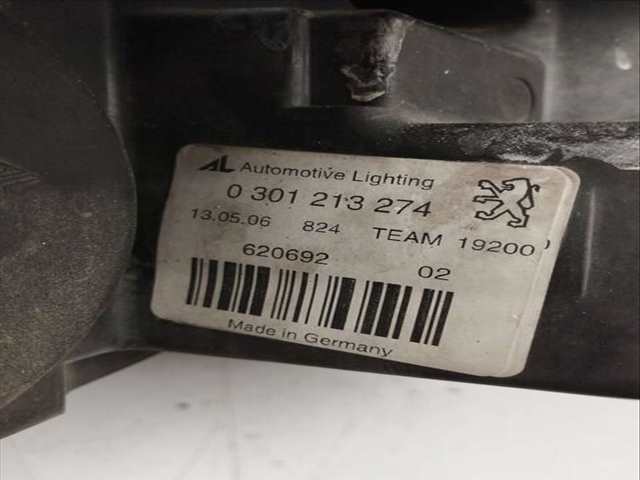 AL Automotive Lighting
0 301 213 274
13.05.06 824 TEAM 19200
620692 02
Made in Germany